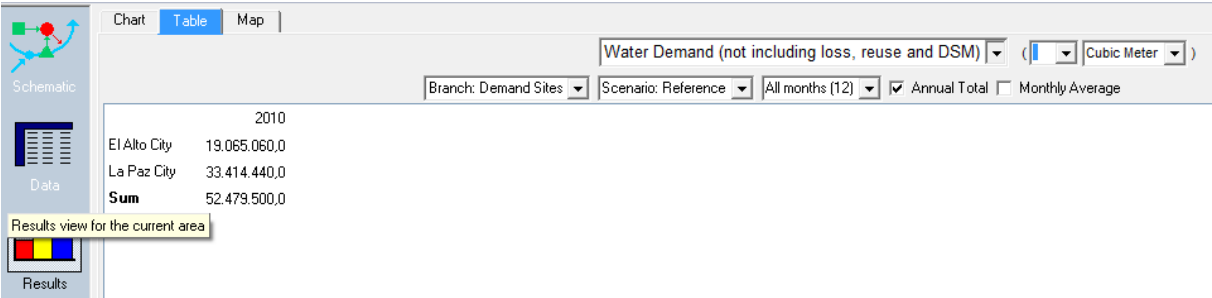 Chart Table Map
Water Demand (not including loss, reuse and DSM) ( Cubic Meter )
Schematic
Branch: Demand Sites Scenario: Reference All months (12) Annual Total Monthly Average
2010
El Alto City 19.065.060,0
La Paz City 33.414.440,0
Data
Sum 52.479.500,0
Results view for the current area
Results